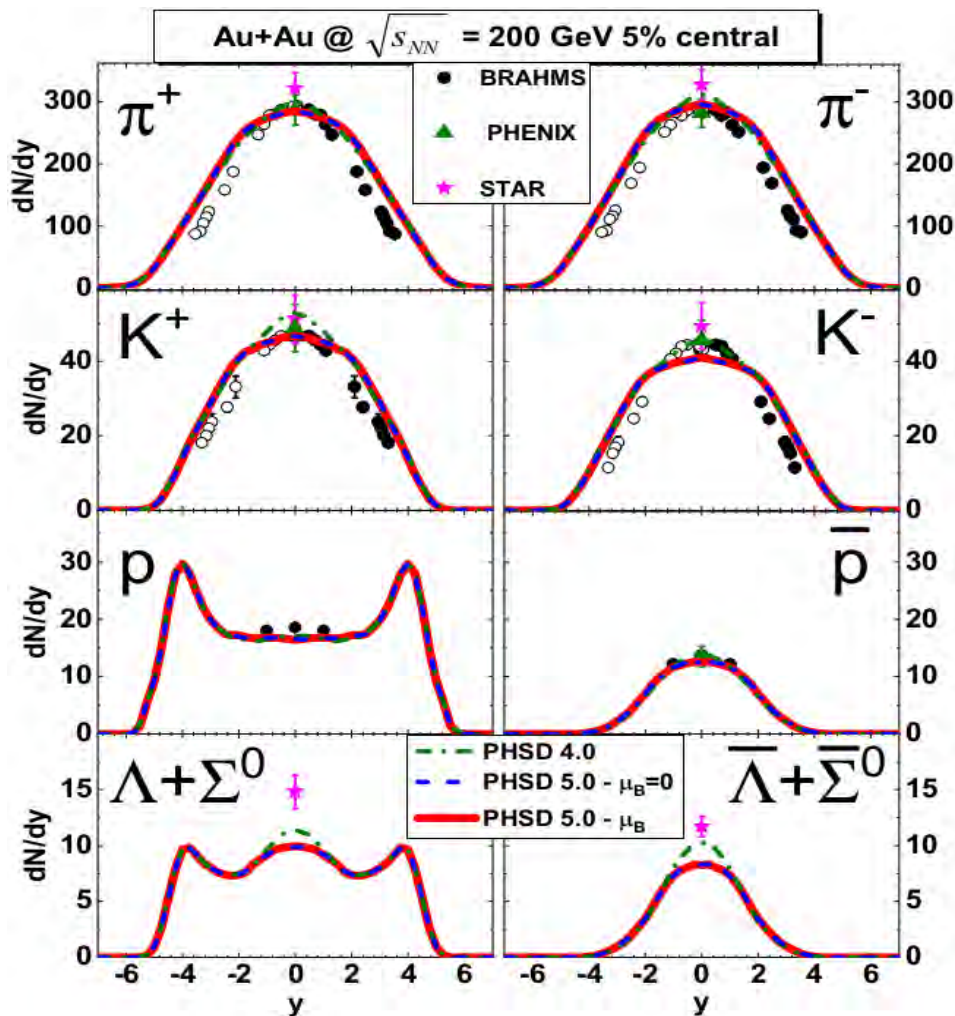 Au+Au @ √s_NN = 200 GeV 5% central
BRAHMS
PHENIX
STAR
π+
π-
dN/dy
300
200
100
0
300
200
100
0
K+
K-
dN/dy
40
20
0
40
20
0
p
p̅
dN/dy
30
20
10
0
30
20
10
0
PHSD 4.0
PHSD 5.0 - μB=0
PHSD 5.0 - μB
Λ+Σ0
Λ̅+Σ̅0
dN/dy
15
10
5
0
15
10
5
0
-6 -4 -2 0 2 4 6
-6 -4 -2 0 2 4 6
y
y